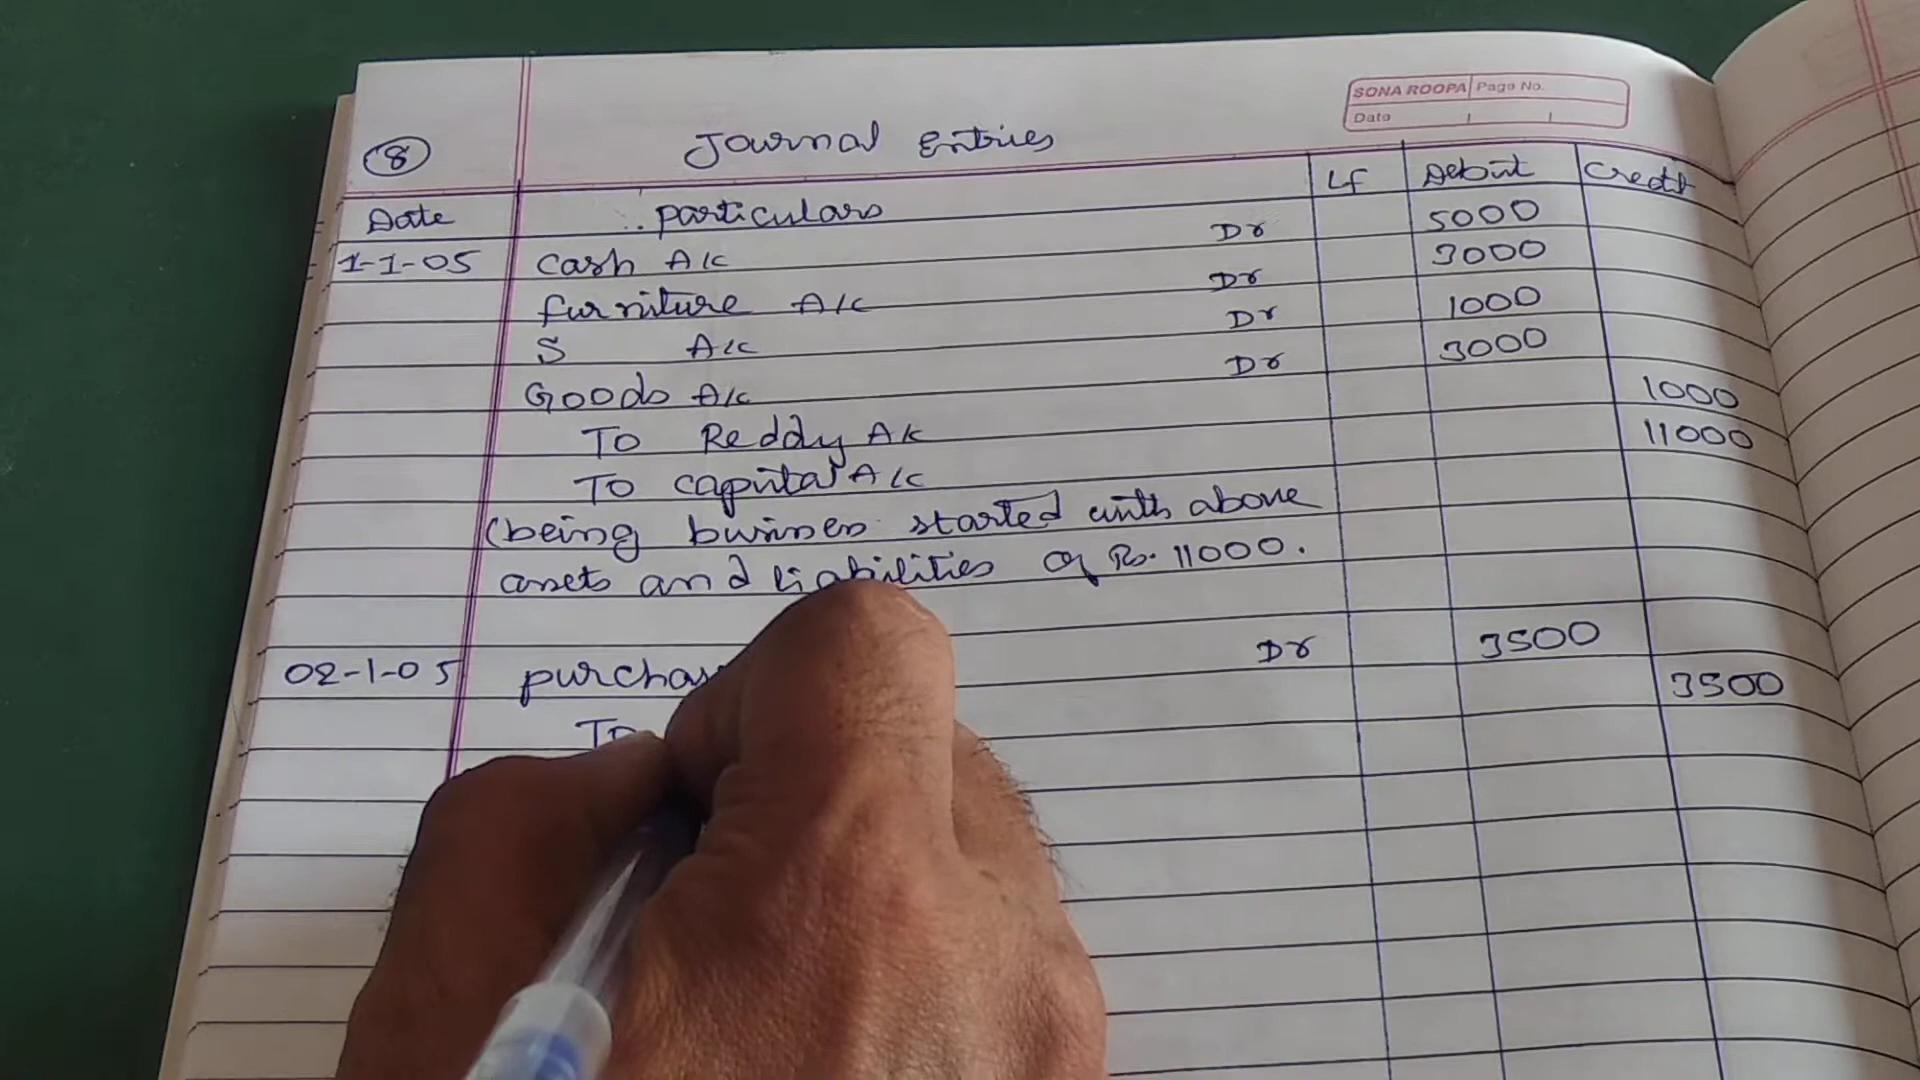 SONA ROOPA Page No.
Date
8 Journal Entries
Date particulars LF Debit Credit
1-1-05 Cash A/c Dr 5000
furniture A/c Dr 3000
S A/c Dr 1000
Goods A/c Dr 3000
To Reddy A/c 1000
To capital A/c 11000
(being business started with above
assets and liabilities of Rs. 11000.
02-1-05 purchas Dr 3500
To 3500